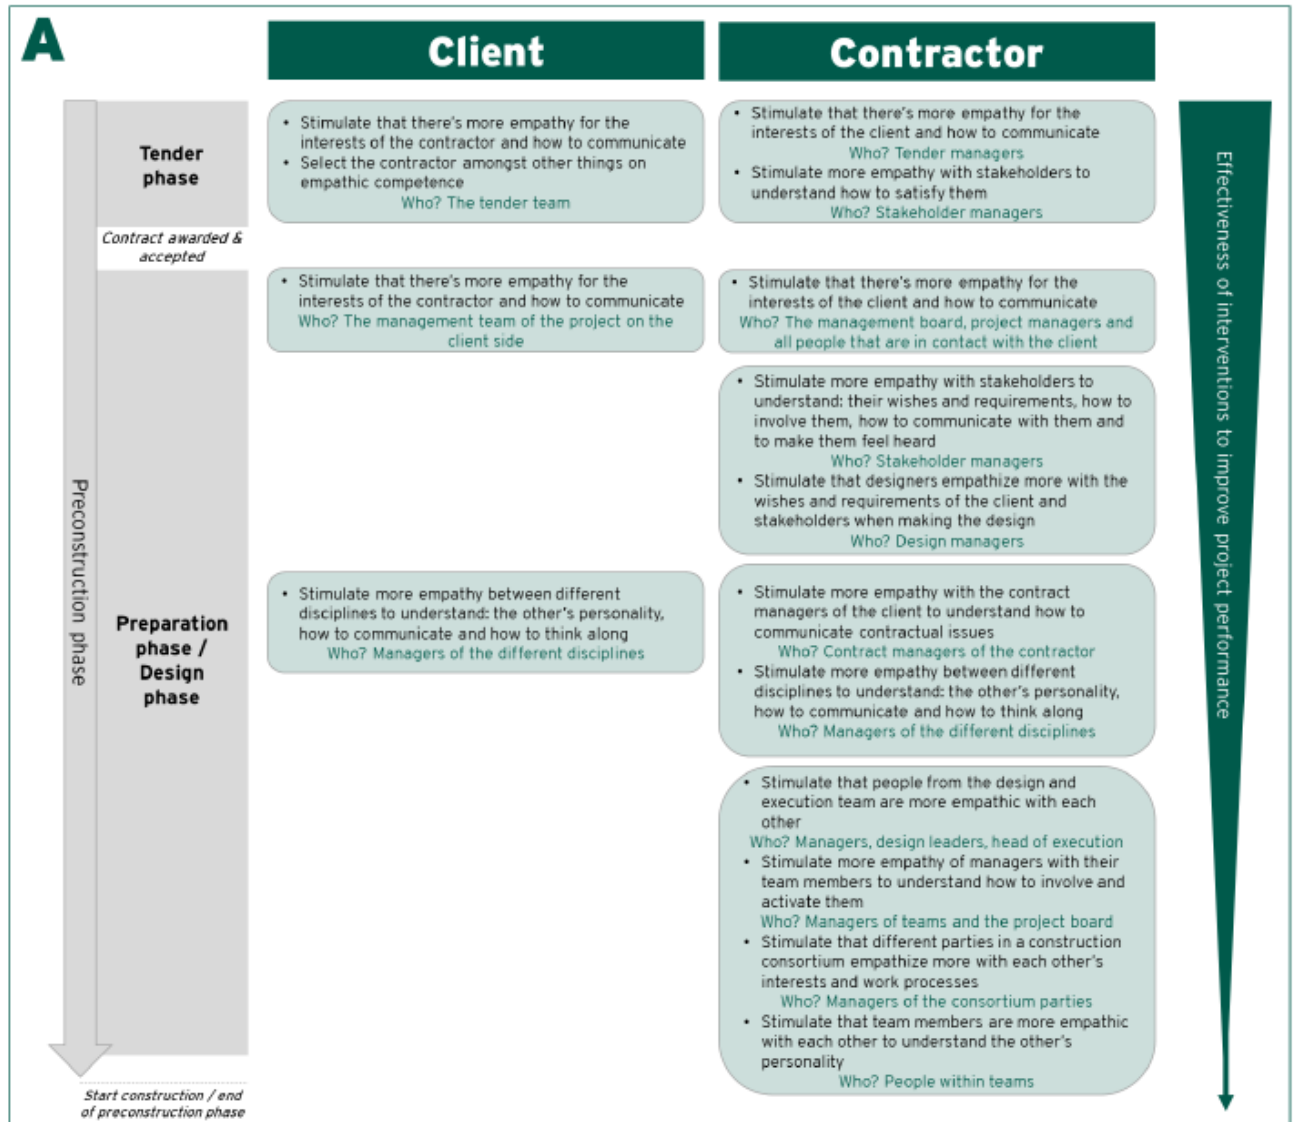 A
Client
Contractor
Tender
phase
• Stimulate that there's more empathy for the
interests of the contractor and how to communicate
• Select the contractor amongst other things on
empathic competence
Who? The tender team
• Stimulate that there's more empathy for the
interests of the client and how to communicate
Who? Tender managers
• Stimulate more empathy with stakeholders to
understand how to satisfy them
Who? Stakeholder managers
Contract awarded &
accepted
Preconstruction phase
Preparation
phase /
Design
phase
• Stimulate that there's more empathy for the
interests of the contractor and how to communicate
Who? The management team of the project on the
client side
• Stimulate that there's more empathy for the
interests of the client and how to communicate
Who? The management board, project managers and
all people that are in contact with the client
• Stimulate more empathy with stakeholders to
understand: their wishes and requirements, how to
involve them, how to communicate with them and
to make them feel heard
Who? Stakeholder managers
• Stimulate that designers empathize more with the
wishes and requirements of the client and
stakeholders when making the design
Who? Design managers
• Stimulate more empathy between different
disciplines to understand: the other's personality,
how to communicate and how to think along
Who? Managers of the different disciplines
• Stimulate more empathy with the contract
managers of the client to understand how to
communicate contractual issues
Who? Contract managers of the contractor
• Stimulate more empathy between different
disciplines to understand: the other's personality,
how to communicate and how to think along
Who? Managers of the different disciplines
• Stimulate that people from the design and
execution team are more empathic with each
other
Who? Managers, design leaders, head of execution
• Stimulate more empathy of managers with their
team members to understand how to involve and
activate them
Who? Managers of teams and the project board
• Stimulate that different parties in a construction
consortium empathize more with each other's
interests and work processes
Who? Managers of the consortium parties
• Stimulate that team members are more empathic
with each other to understand the other's
personality
Who? People within teams
Start construction / end
of preconstruction phase
Effectiveness of interventions to improve project performance